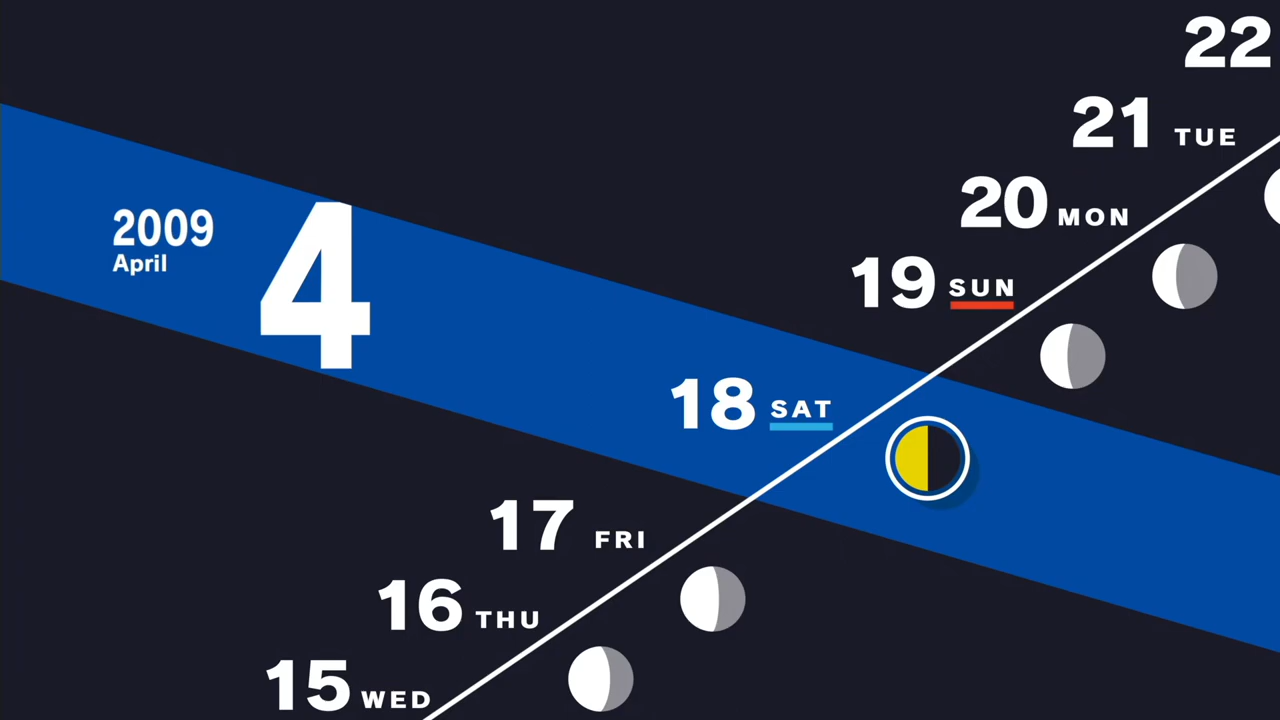 22
21 TUE
20 MON
2009
April
4
19 SUN
18 SAT
17 FRI
16 THU
15 WED